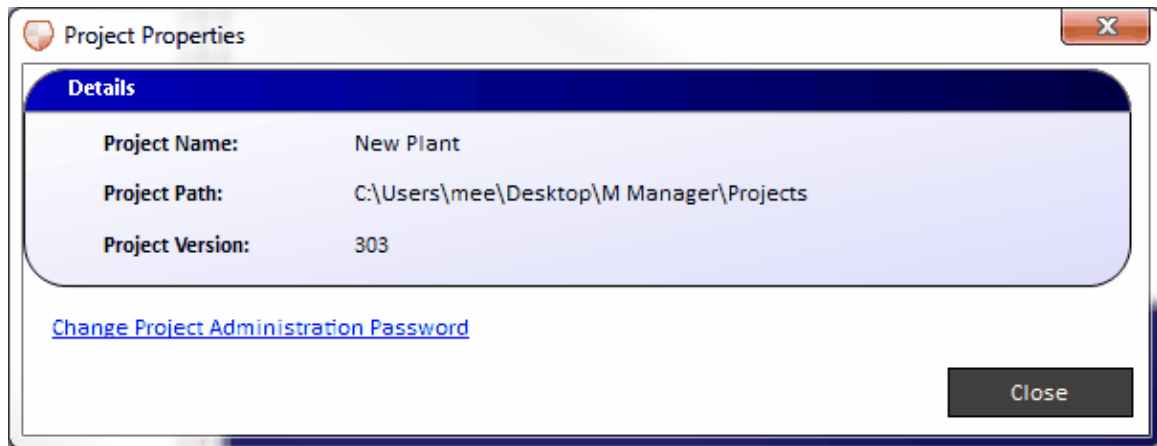 Project Properties
Details
Project Name: New Plant
Project Path: C:\Users\mee\Desktop\M Manager\Projects
Project Version: 303
Change Project Administration Password
Close